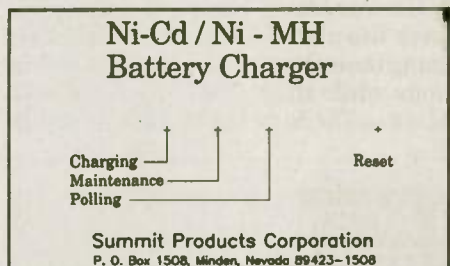 Ni-Cd / Ni - MH
Battery Charger
Charging
Reset
Maintenance
Polling
Summit Products Corporation
P. O. Box 1508, Minden, Nevada 89423-1508